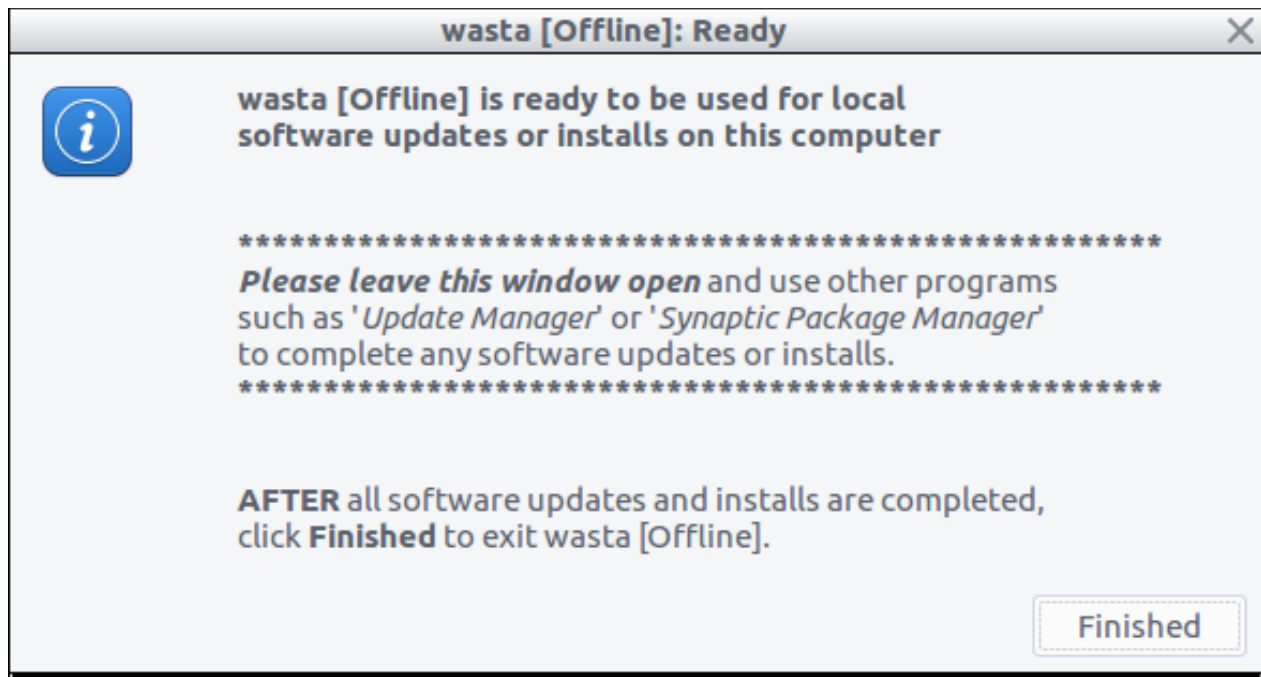 wasta [Offline]: Ready
wasta [Offline] is ready to be used for local
software updates or installs on this computer
******************************************************
Please leave this window open and use other programs
such as 'Update Manager' or 'Synaptic Package Manager'
to complete any software updates or installs.
******************************************************
AFTER all software updates and installs are completed,
click Finished to exit wasta [Offline].
Finished